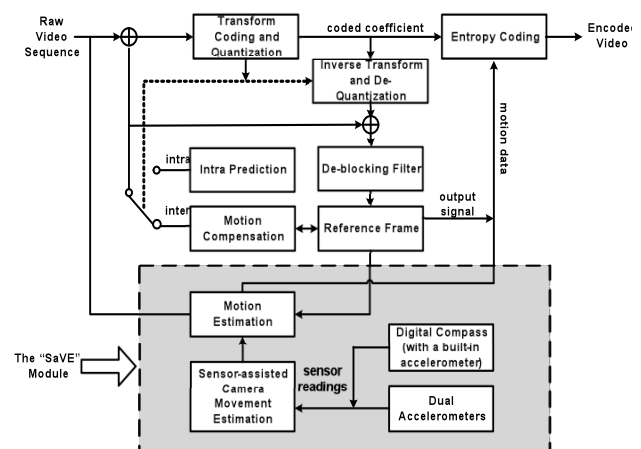 Raw
Video
Sequence
Transform
Coding and
Quantization
coded coefficient
Entropy Coding
Encoded
Video
Inverse Transform
and De-
Quantization
motion data
intra
Intra Prediction
De-blocking Filter
inter
Motion
Compensation
Reference Frame
output
signal
Motion
Estimation
The "SaVE"
Module
Sensor-assisted
Camera
Movement
Estimation
sensor
readings
Digital Compass
(with a built-in
accelerometer)
Dual
Accelerometers